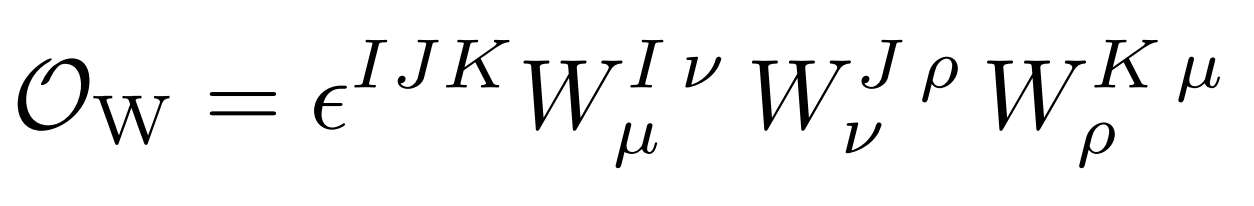 𝒪_W = ϵ^{IJK} W_μ^{I ν} W_ν^{J ρ} W_ρ^{K μ}